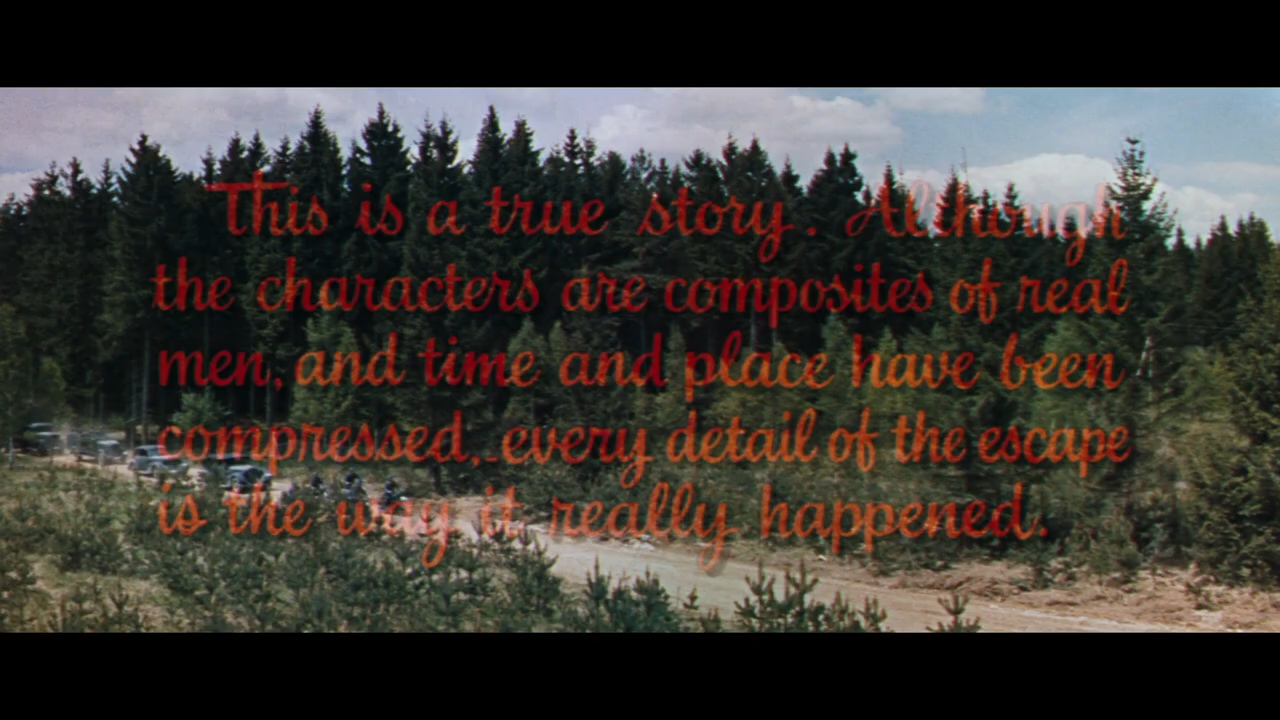 This is a true story. Although
the characters are composites of real
men, and time and place have been
compressed, every detail of the escape
is the way it really happened.